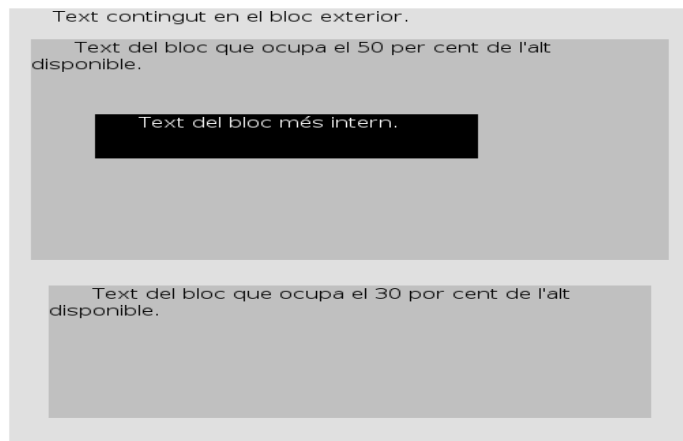 Text contingut en el bloc exterior.
Text del bloc que ocupa el 50 per cent de l'alt
disponible.
Text del bloc més intern.
Text del bloc que ocupa el 30 por cent de l'alt
disponible.